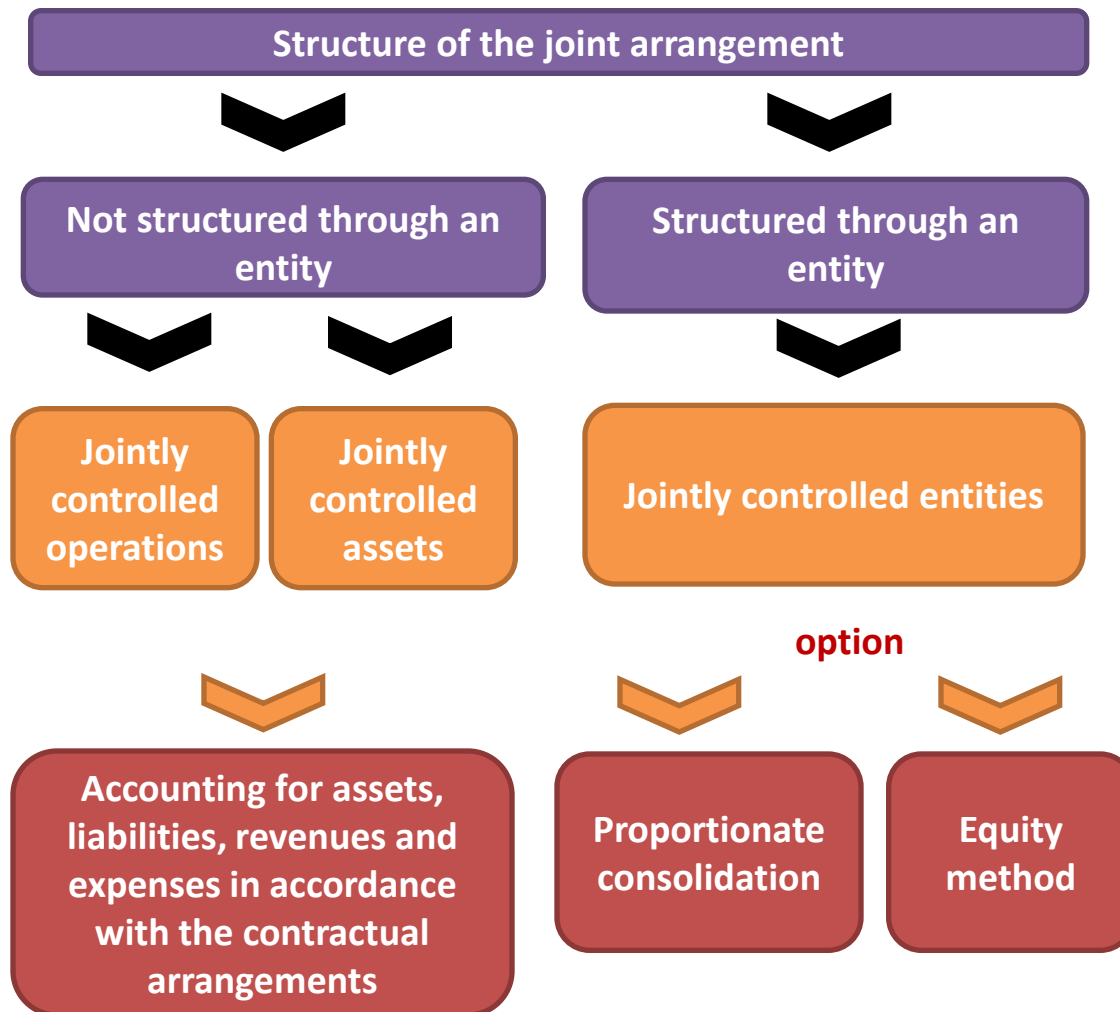 Structure of the joint arrangement
Not structured through an
entity
Structured through an
entity
Jointly
controlled
operations
Jointly
controlled
assets
Jointly controlled entities
option
Accounting for assets,
liabilities, revenues and
expenses in accordance
with the contractual
arrangements
Proportionate
consolidation
Equity
method